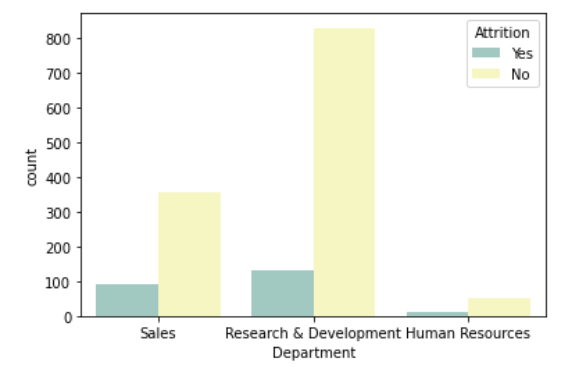 Attrition
Yes
No
800
700
600
500
400
300
200
100
0
count
Sales Research & Development Human Resources
Department